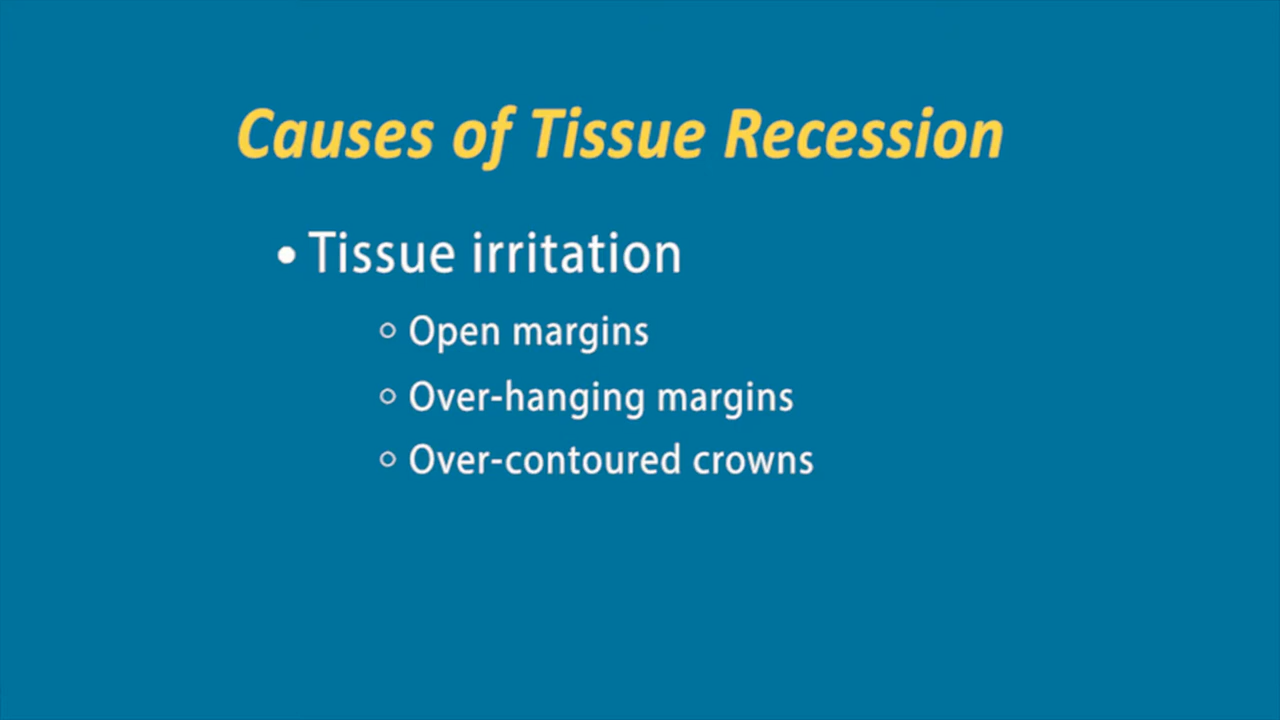 Causes of Tissue Recession
• Tissue irritation
○ Open margins
○ Over-hanging margins
○ Over-contoured crowns